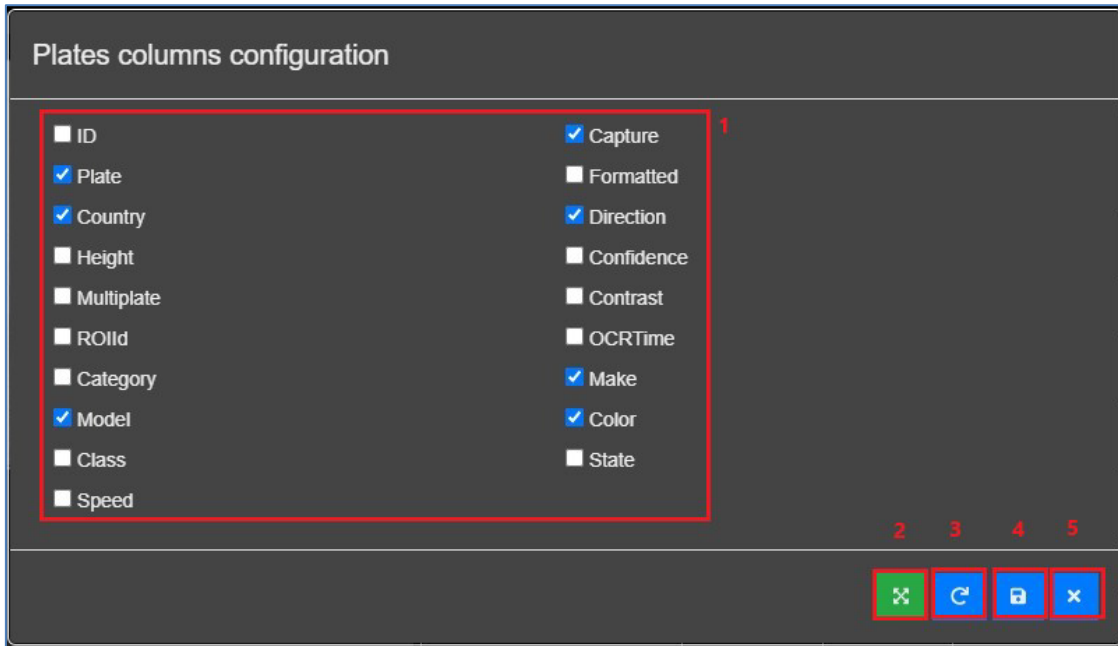 Plates columns configuration
ID
Capture
1
Plate
Formatted
Country
Direction
Height
Confidence
Multiplate
Contrast
ROIId
OCRTime
Category
Make
Model
Color
Class
State
Speed
2 3 4 5